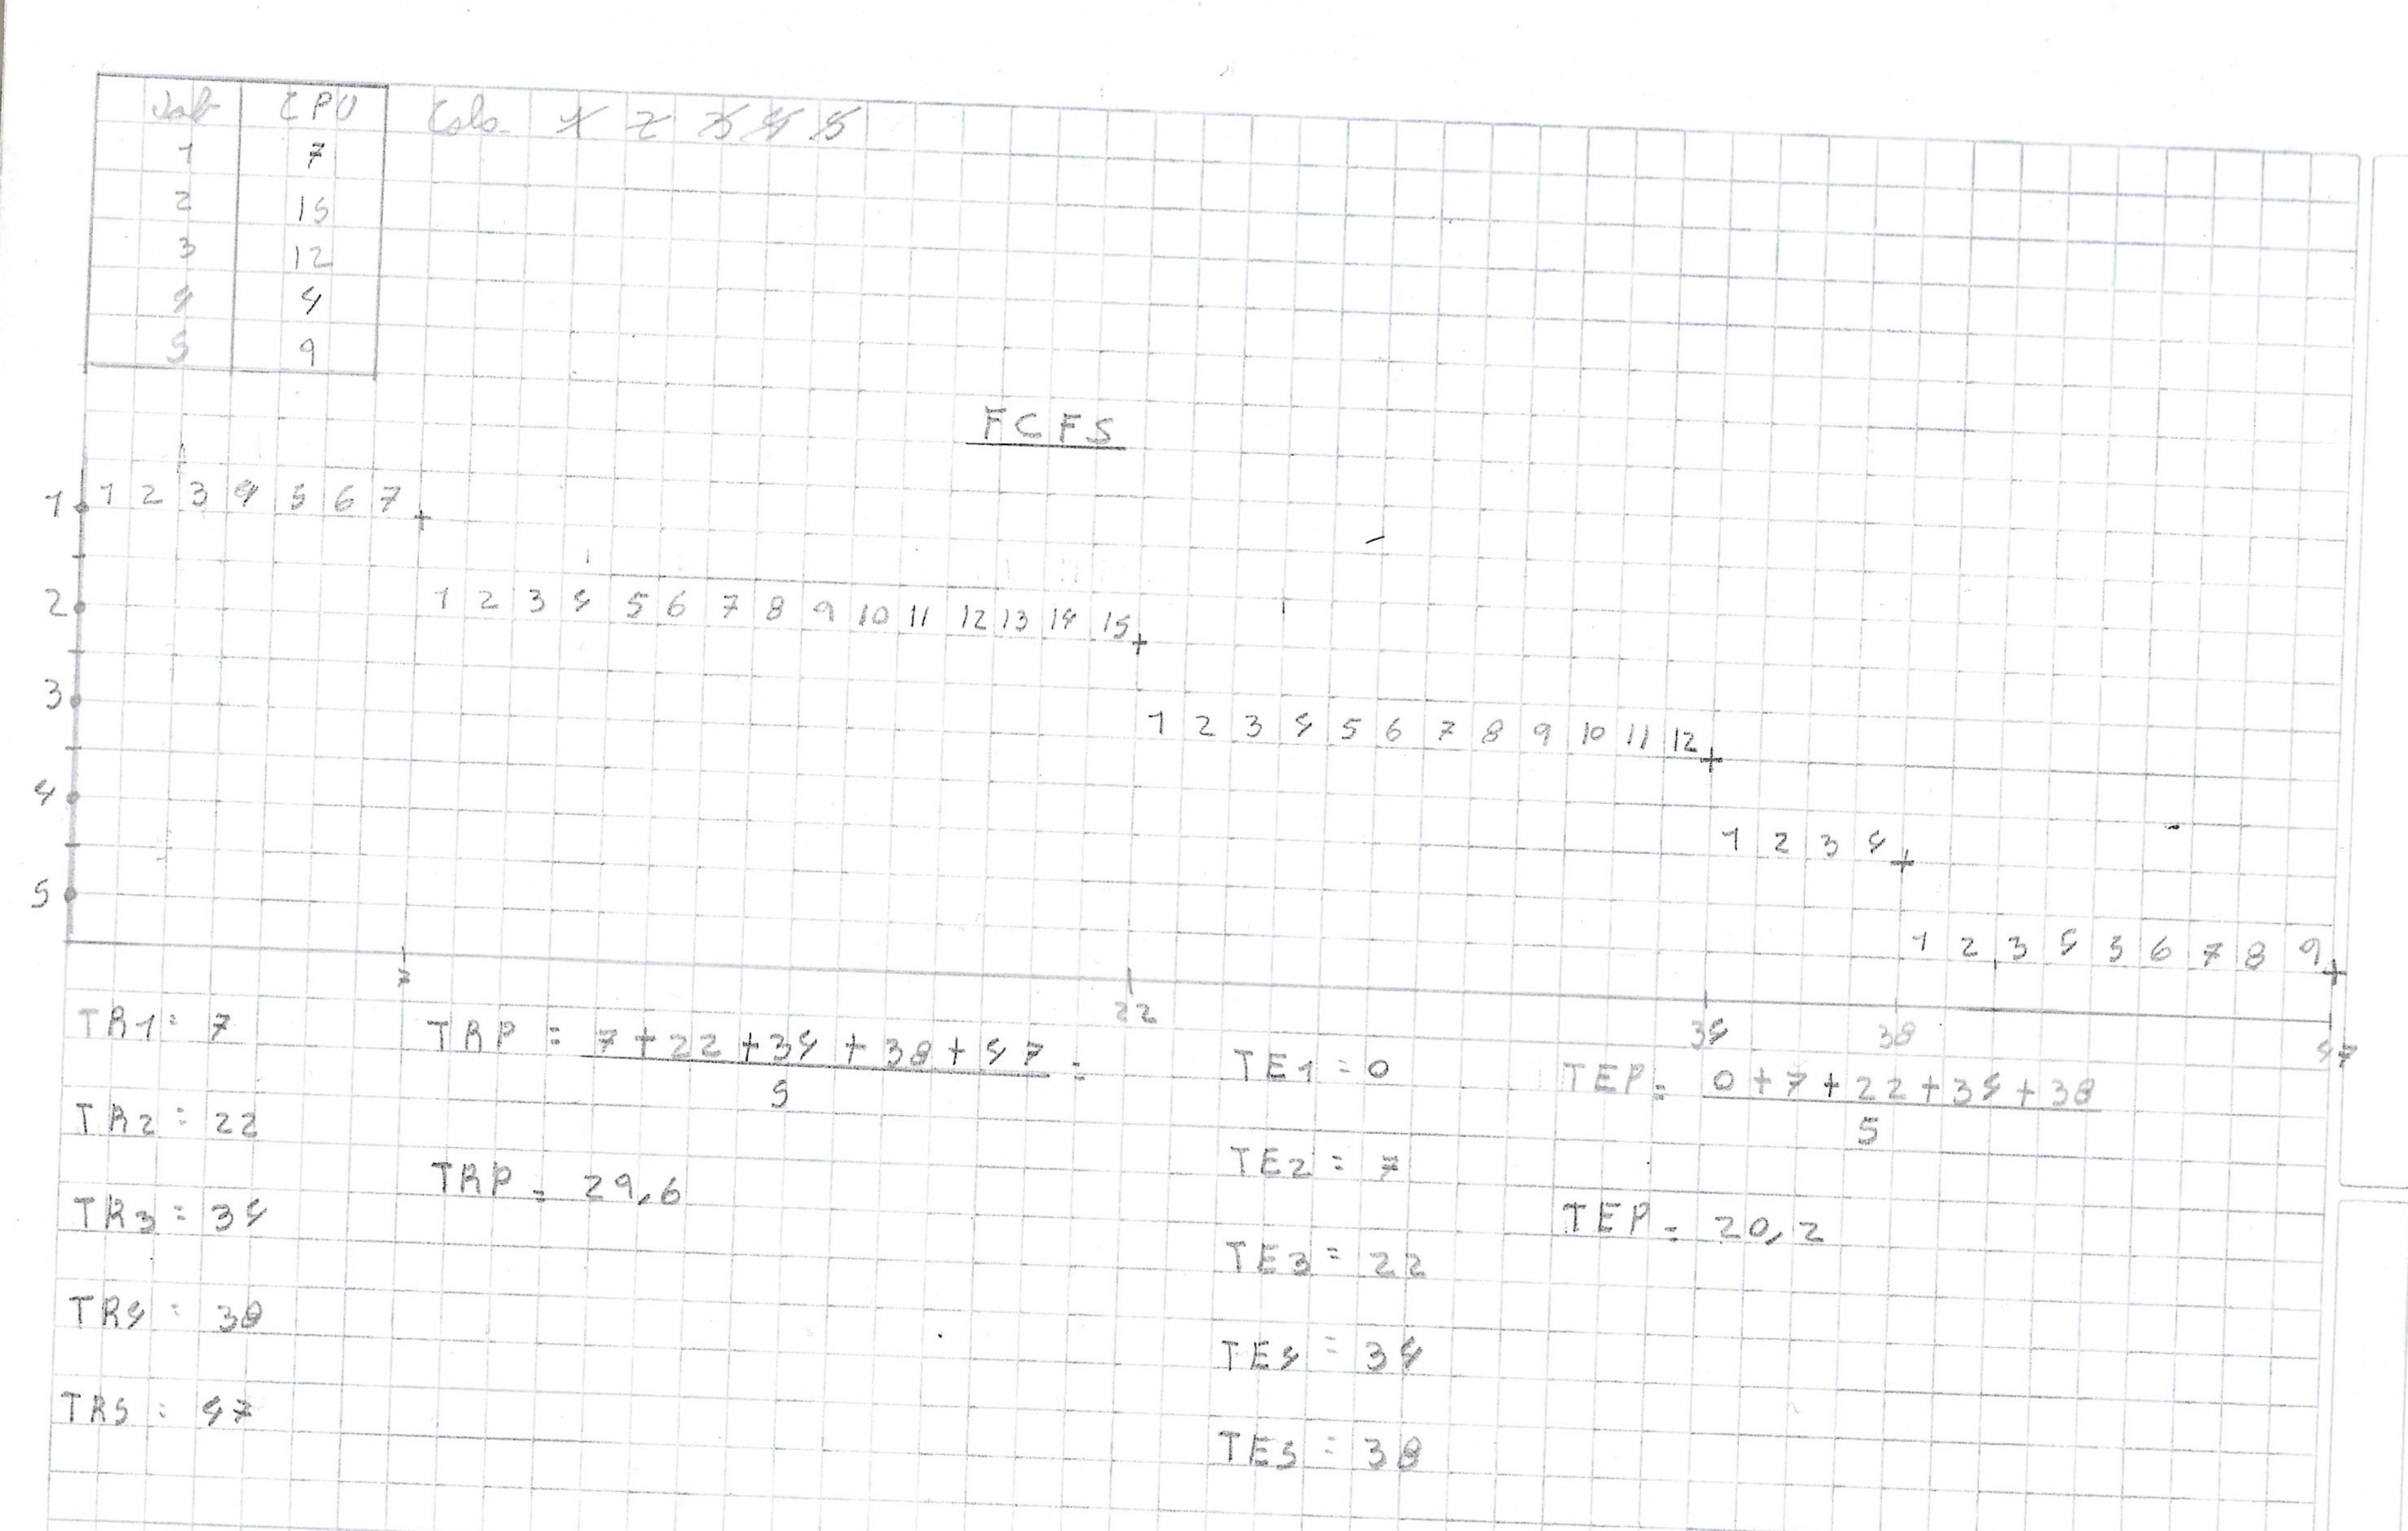 Job CPU Cola 1 2 3 4 5
1 7
2 15
3 12
4 4
5 9
FCFS
1 1 2 3 4 5 6 7
2 1 2 3 4 5 6 7 8 9 10 11 12 13 14 15
3 1 2 3 4 5 6 7 8 9 10 11 12
4 1 2 3 4
5 1 2 3 4 5 6 7 8 9
7 22 34 38 47
TR1 = 7
TR2 = 22
TR3 = 34
TR4 = 38
TR5 = 47
TRP = 7+22+34+38+47 =
5
TRP = 29,6
TE1 = 0
TE2 = 7
TE3 = 22
TE4 = 34
TE5 = 38
TEP = 0+7+22+34+38
5
TEP = 20,2